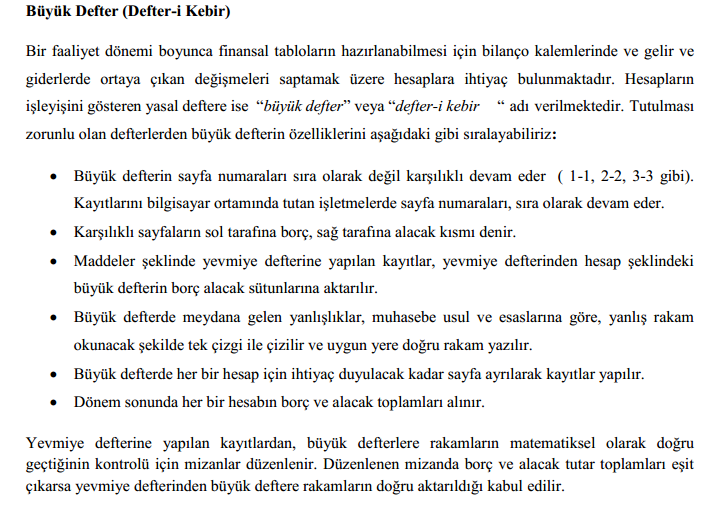 Büyük Defter (Defter-i Kebir)
Bir faaliyet dönemi boyunca finansal tabloların hazırlanabilmesi için bilanço kalemlerinde ve gelir ve
giderlerde ortaya çıkan değişmeleri saptamak üzere hesaplara ihtiyaç bulunmaktadır. Hesapların
işleyişini gösteren yasal deftere ise “büyük defter” veya “defter-i kebir “ adı verilmektedir. Tutulması
zorunlu olan defterlerden büyük defterin özelliklerini aşağıdaki gibi sıralayabiliriz:
• Büyük defterin sayfa numaraları sıra olarak değil karşılıklı devam eder ( 1-1, 2-2, 3-3 gibi).
Kayıtlarını bilgisayar ortamında tutan işletmelerde sayfa numaraları, sıra olarak devam eder.
• Karşılıklı sayfaların sol tarafına borç, sağ tarafına alacak kısmı denir.
• Maddeler şeklinde yevmiye defterine yapılan kayıtlar, yevmiye defterinden hesap şeklindeki
büyük defterin borç alacak sütunlarına aktarılır.
• Büyük defterde meydana gelen yanlışlıklar, muhasebe usul ve esaslarına göre, yanlış rakam
okunacak şekilde tek çizgi ile çizilir ve uygun yere doğru rakam yazılır.
• Büyük defterde her bir hesap için ihtiyaç duyulacak kadar sayfa ayrılarak kayıtlar yapılır.
• Dönem sonunda her bir hesabın borç ve alacak toplamları alınır.
Yevmiye defterine yapılan kayıtlardan, büyük defterlere rakamların matematiksel olarak doğru
geçtiğinin kontrolü için mizanlar düzenlenir. Düzenlenen mizanda borç ve alacak tutar toplamları eşit
çıkarsa yevmiye defterinden büyük deftere rakamların doğru aktarıldığı kabul edilir.